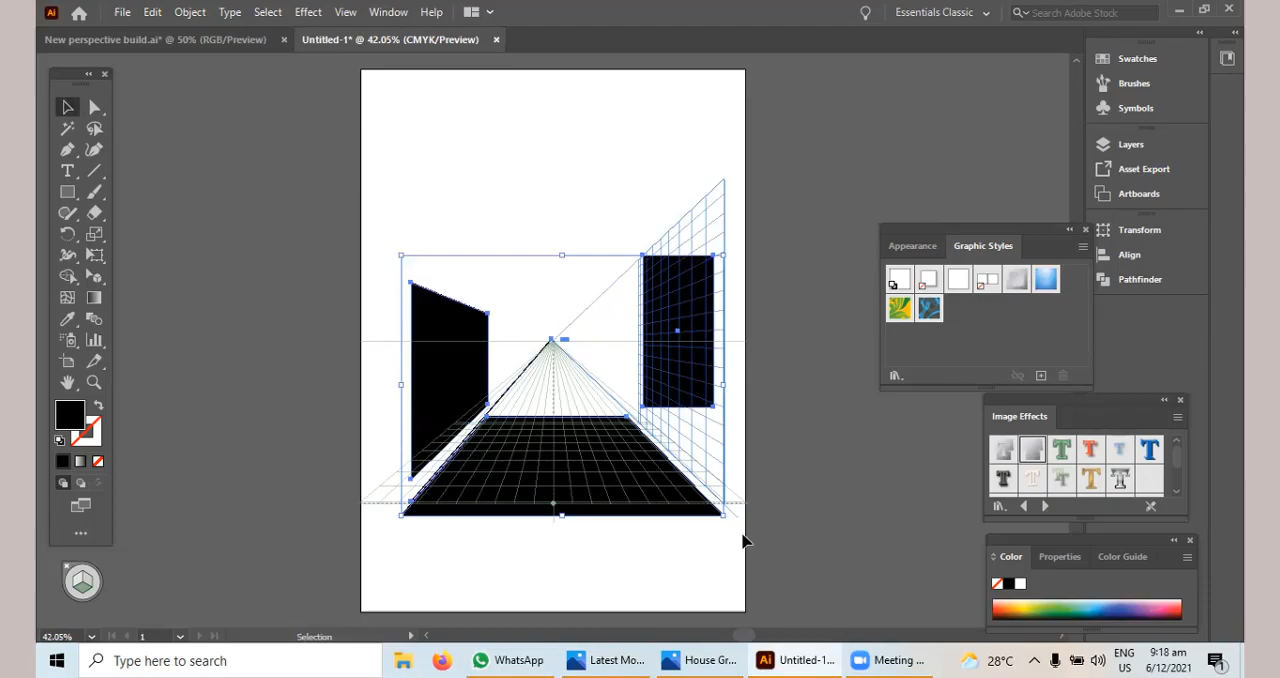 Ai File Edit Object Type Select Effect View Window Help Essentials Classic Search Adobe Stock
New perspective build.ai* @ 50% (RGB/Preview) × Untitled-1* @ 42.05% (CMYK/Preview) ×
Swatches
Brushes
Symbols
Layers
Asset Export
Artboards
Transform
Align
Pathfinder
Appearance Graphic Styles
Image Effects
Color Properties Color Guide
42.05% 1 Selection
Type here to search WhatsApp Latest Mo... House Gr... Ai Untitled-1... Meeting ... 28°C ENG 9:18 am
US 6/12/2021